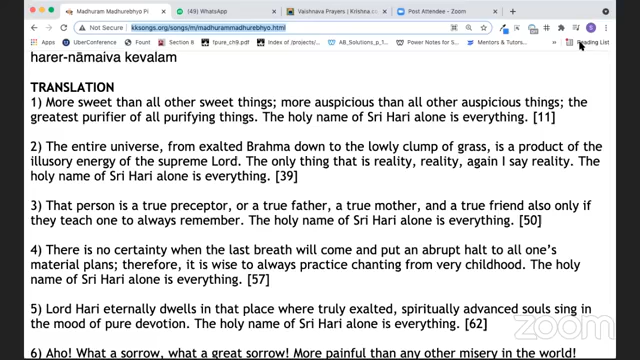 Madhuram Madhurebhyo Pi
(49) WhatsApp
Vaishnava Prayers | Krishna.c
Post Attendee - Zoom
Not Secure
kksongs.org/songs/m/madhurammadhurebhyo.html
Apps
UberConference
Fount
Section 8
fpure_ch9.pdf
Index of /projects/...
AB_Solutions_p_1...
Power Notes for S...
Mentors & Tutors...
Reading List
harer-nāmaiva kevalam
TRANSLATION
1) More sweet than all other sweet things; more auspicious than all other auspicious things; the
greatest purifier of all purifying things. The holy name of Sri Hari alone is everything. [11]
2) The entire universe, from exalted Brahma down to the lowly clump of grass, is a product of the
illusory energy of the supreme Lord. The only thing that is reality, reality, again I say reality. The
holy name of Sri Hari alone is everything. [39]
3) That person is a true preceptor, or a true father, a true mother, and a true friend also only if
they teach one to always remember. The holy name of Sri Hari alone is everything. [50]
4) There is no certainty when the last breath will come and put an abrupt halt to all one's
material plans; therefore, it is wise to always practice chanting from very childhood. The holy
name of Sri Hari alone is everything. [57]
5) Lord Hari eternally dwells in that place where truly exalted, spiritually advanced souls sing in
the mood of pure devotion. The holy name of Sri Hari alone is everything. [62]
6) Aho! What a sorrow, what a great sorrow! More painful than any other misery in the world!
zoom